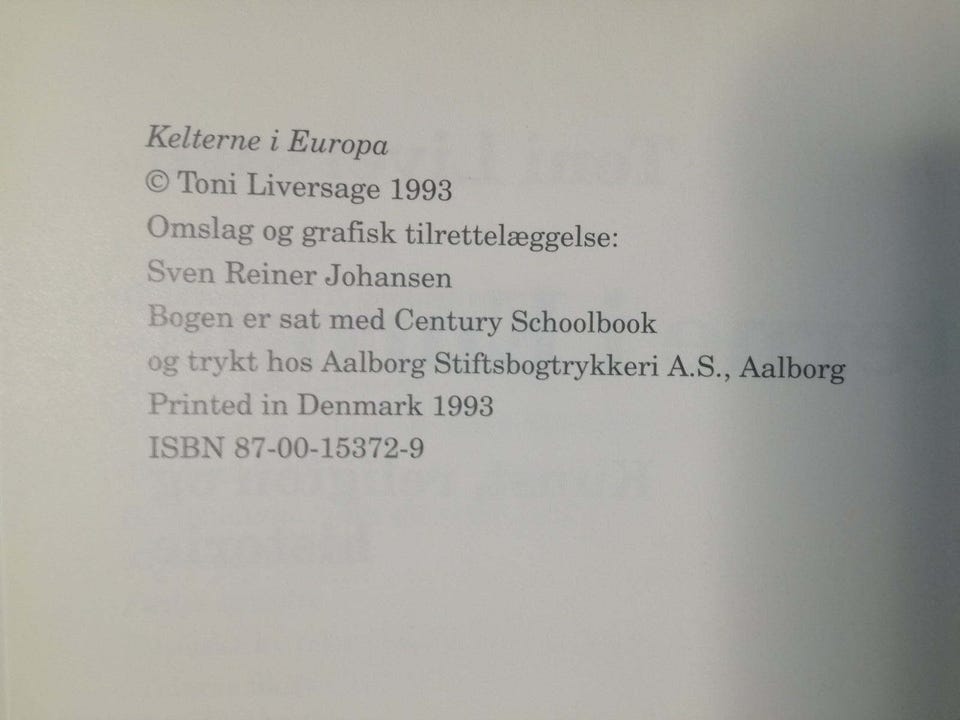 Kelterne i Europa
© Toni Liversage 1993
Omslag og grafisk tilrettelæggelse:
Sven Reiner Johansen
Bogen er sat med Century Schoolbook
og trykt hos Aalborg Stiftsbogtrykkeri A.S., Aalborg
Printed in Denmark 1993
ISBN 87-00-15372-9